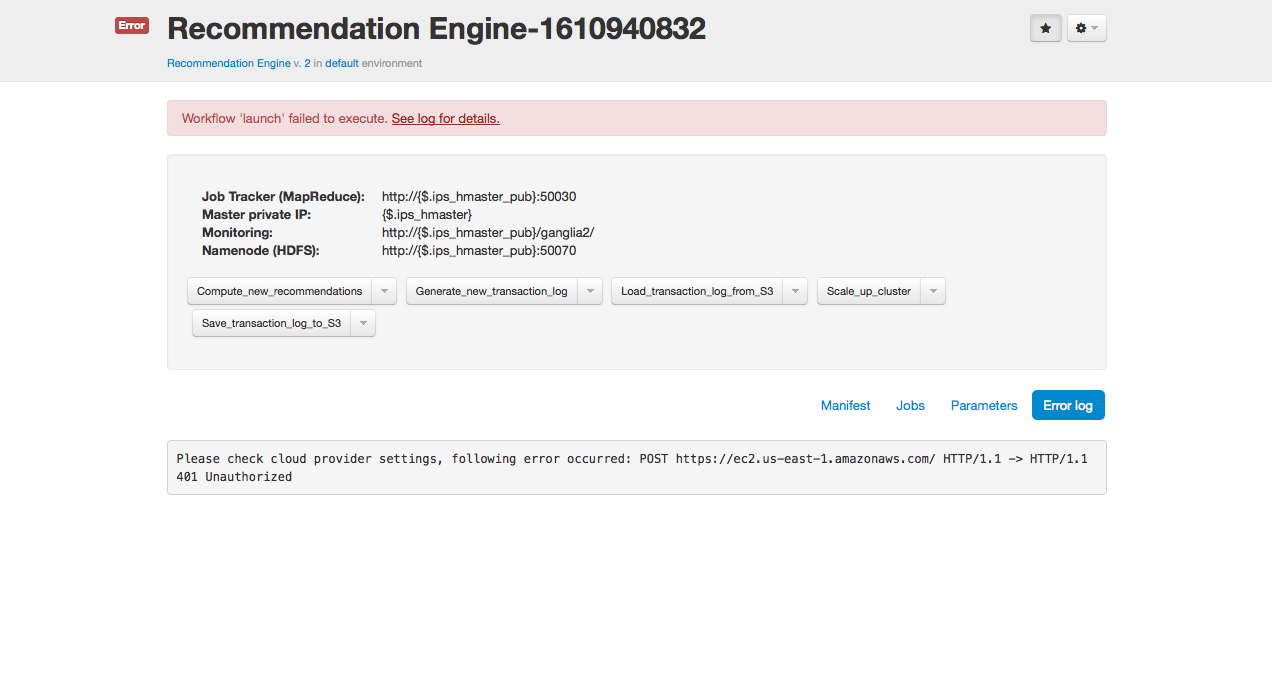 Error
Recommendation Engine-1610940832
Recommendation Engine v. 2 in default environment
Workflow 'launch' failed to execute. See log for details.
Job Tracker (MapReduce): http://{$.ips_hmaster_pub}:50030
Master private IP: {$.ips_hmaster}
Monitoring: http://{$.ips_hmaster_pub}/ganglia2/
Namenode (HDFS): http://{$.ips_hmaster_pub}:50070
Compute_new_recommendations Generate_new_transaction_log Load_transaction_log_from_S3 Scale_up_cluster
Save_transaction_log_to_S3
Manifest Jobs Parameters Error log
Please check cloud provider settings, following error occurred: POST https://ec2.us-east-1.amazonaws.com/ HTTP/1.1 -> HTTP/1.1
401 Unauthorized